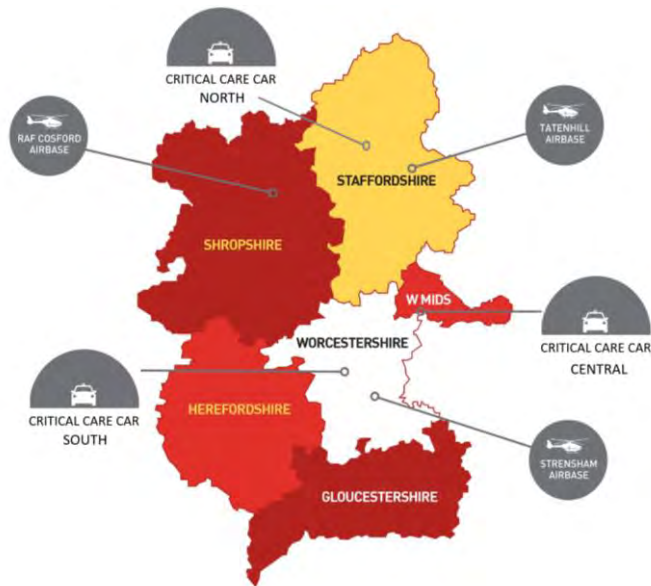 CRITICAL CARE CAR
NORTH
RAF COSFORD
AIRBASE
TATENHILL
AIRBASE
STAFFORDSHIRE
SHROPSHIRE
W MIDS
WORCESTERSHIRE
CRITICAL CARE CAR
CENTRAL
HEREFORDSHIRE
CRITICAL CARE CAR
SOUTH
STRENSHAM
AIRBASE
GLOUCESTERSHIRE